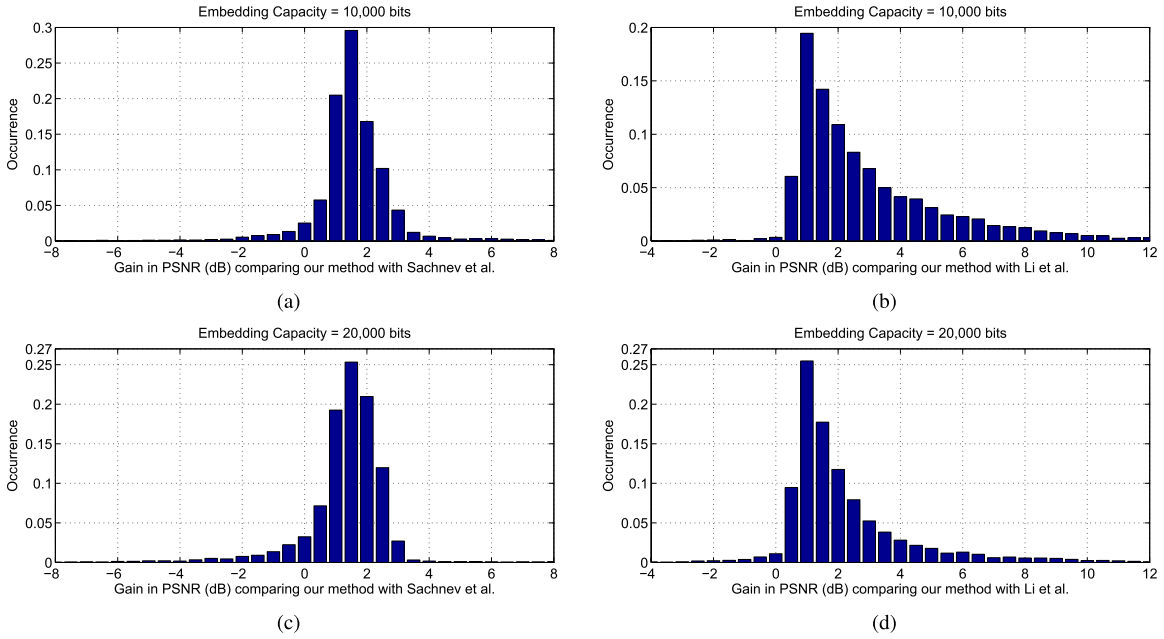 Embedding Capacity = 10,000 bits
0.3
0.25
0.2
0.15
0.1
0.05
0
Occurrence
−8 −6 −4 −2 0 2 4 6 8
Gain in PSNR (dB) comparing our method with Sachnev et al.
(a)
Embedding Capacity = 10,000 bits
0.2
0.15
0.1
0.05
0
Occurrence
−4 −2 0 2 4 6 8 10 12
Gain in PSNR (dB) comparing our method with Li et al.
(b)
Embedding Capacity = 20,000 bits
0.27
0.25
0.2
0.15
0.1
0.05
0
Occurrence
−8 −6 −4 −2 0 2 4 6 8
Gain in PSNR (dB) comparing our method with Sachnev et al.
(c)
Embedding Capacity = 20,000 bits
0.27
0.25
0.2
0.15
0.1
0.05
0
Occurrence
−4 −2 0 2 4 6 8 10 12
Gain in PSNR (dB) comparing our method with Li et al.
(d)